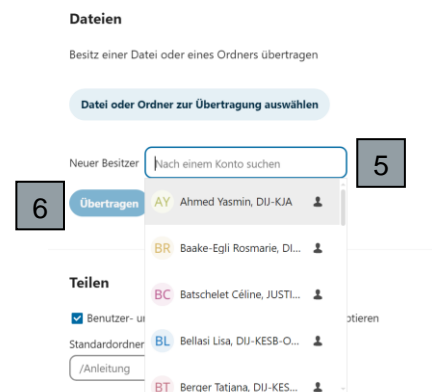 Dateien
Besitz einer Datei oder eines Ordners übertragen
Datei oder Ordner zur Übertragung auswählen
Neuer Besitzer Nach einem Konto suchen 5
6 Übertragen AY Ahmed Yasmin, DIJ-KJA
BR Baake-Egli Rosmarie, DI...
Teilen BC Batschelet Céline, JUSTI...
Benutzer- u
Standardordner BL Bellasi Lisa, DIJ-KESB-O...
/Anleitung
BT Berger Tatjana, DIJ-KES...